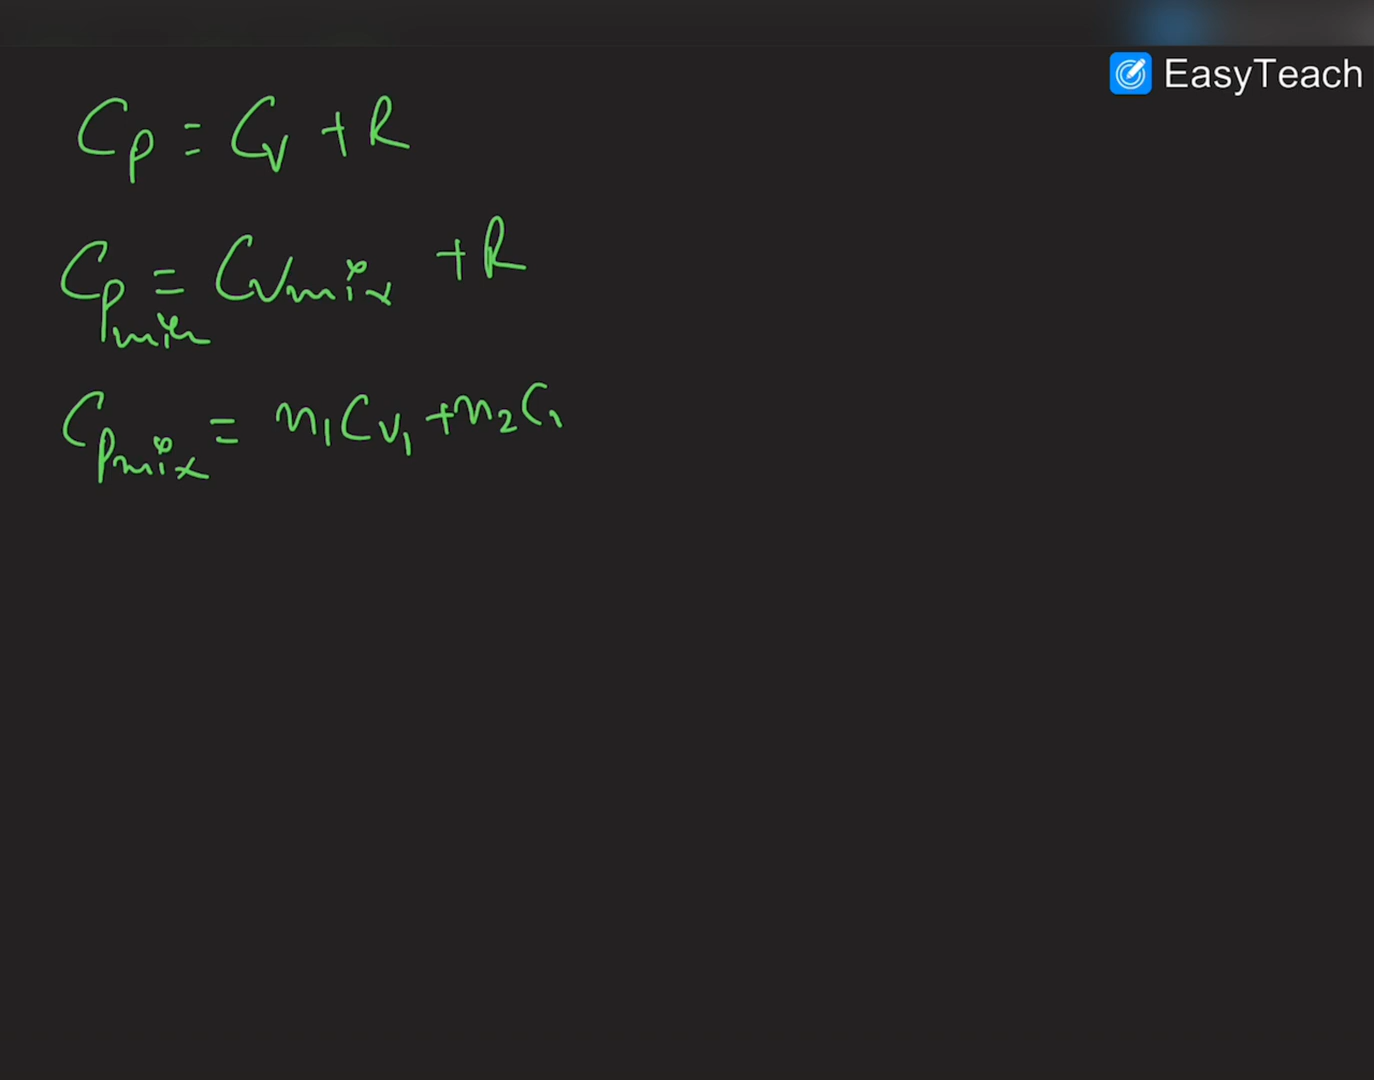 EasyTeach
Cp = Cv + R
Cpmix = Cvmix + R
Cpmix = n1Cv1 + n2C1